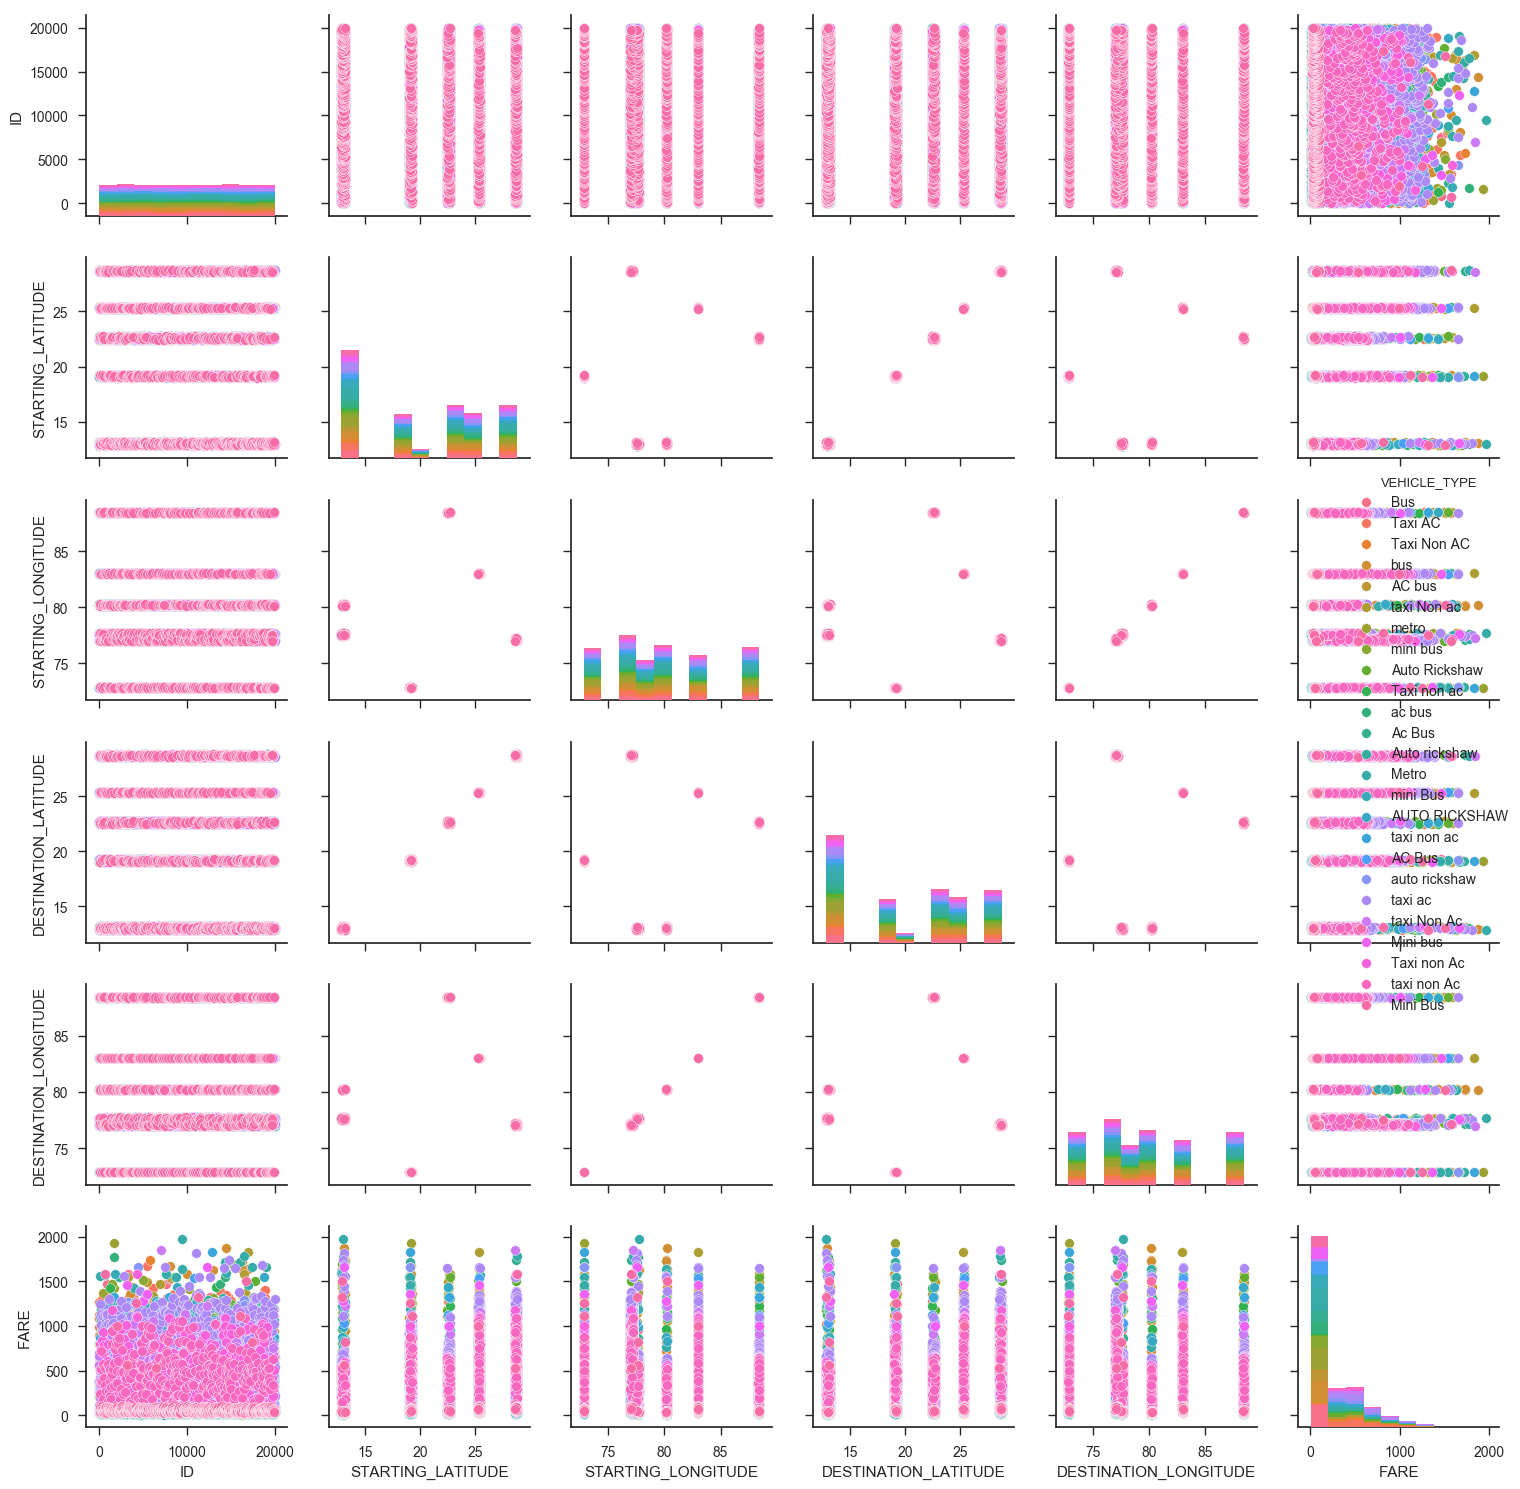 ID
20000
15000
10000
5000
0
STARTING_LATITUDE
25
20
15
STARTING_LONGITUDE
85
80
75
VEHICLE_TYPE
Bus
Taxi AC
Taxi Non AC
bus
AC bus
taxi Non ac
metro
mini bus
Auto Rickshaw
Taxi non ac
ac bus
Ac Bus
Auto rickshaw
Metro
mini Bus
AUTO RICKSHAW
taxi non ac
AC Bus
auto rickshaw
taxi ac
taxi Non Ac
Mini bus
Taxi non Ac
taxi non Ac
Mini Bus
DESTINATION_LATITUDE
25
20
15
DESTINATION_LONGITUDE
85
80
75
FARE
2000
1500
1000
500
0
0 10000 20000 15 20 25 75 80 85 15 20 25 75 80 85 0 1000 2000
ID STARTING_LATITUDE STARTING_LONGITUDE DESTINATION_LATITUDE DESTINATION_LONGITUDE FARE